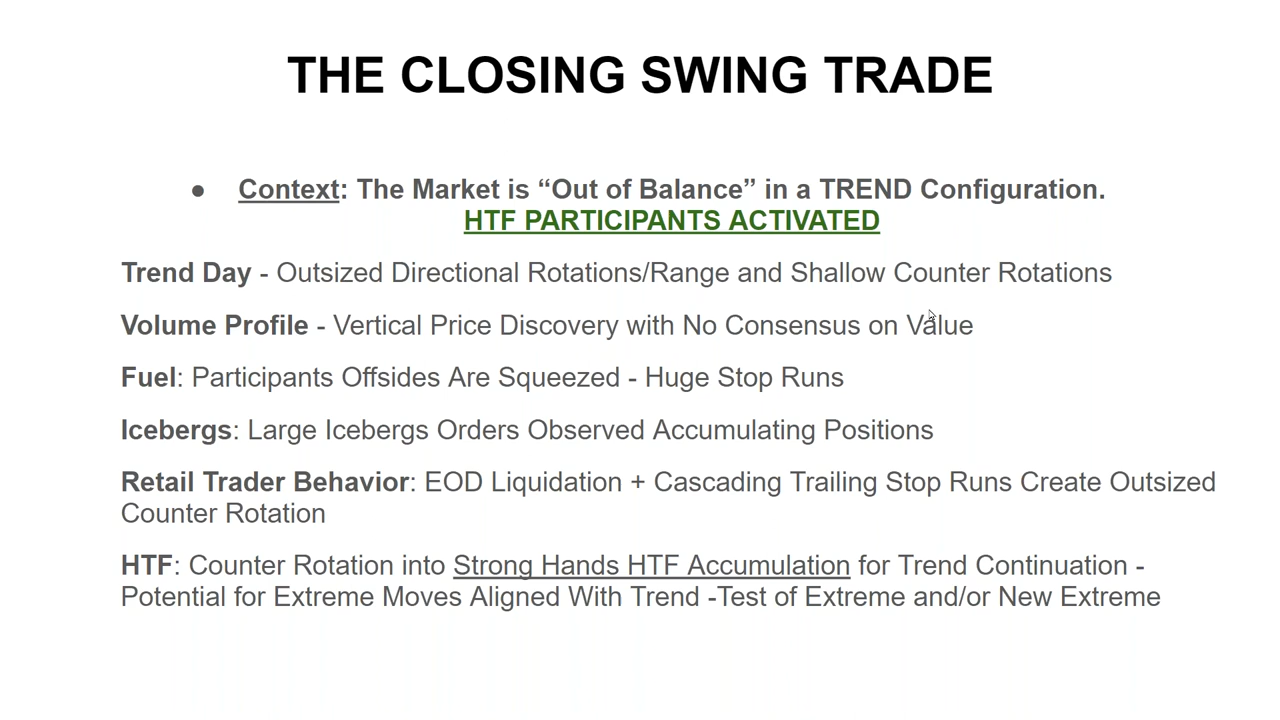 THE CLOSING SWING TRADE
● Context: The Market is “Out of Balance” in a TREND Configuration.
HTF PARTICIPANTS ACTIVATED
Trend Day - Outsized Directional Rotations/Range and Shallow Counter Rotations
Volume Profile - Vertical Price Discovery with No Consensus on Value
Fuel: Participants Offsides Are Squeezed - Huge Stop Runs
Icebergs: Large Icebergs Orders Observed Accumulating Positions
Retail Trader Behavior: EOD Liquidation + Cascading Trailing Stop Runs Create Outsized
Counter Rotation
HTF: Counter Rotation into Strong Hands HTF Accumulation for Trend Continuation -
Potential for Extreme Moves Aligned With Trend -Test of Extreme and/or New Extreme